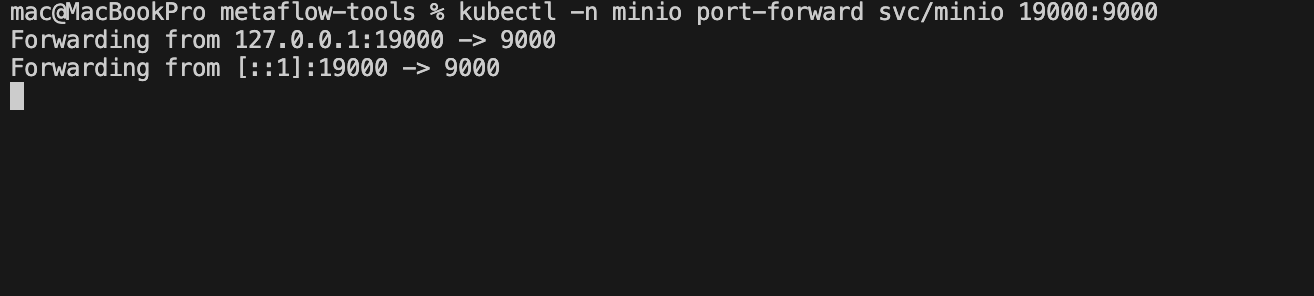 mac@MacBookPro metaflow-tools % kubectl -n minio port-forward svc/minio 19000:9000
Forwarding from 127.0.0.1:19000 -> 9000
Forwarding from [::1]:19000 -> 9000